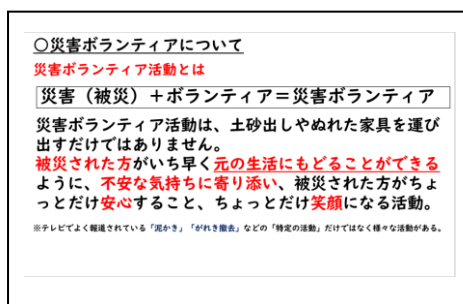 〇災害ボランティアについて
災害ボランティア活動とは
災害（被災）＋ボランティア＝災害ボランティア
災害ボランティア活動は、土砂出しやぬれた家具を運び
出すだけではありません。
被災された方がいち早く元の生活にもどることができる
ように、不安な気持ちに寄り添い、被災された方がちょ
っとだけ安心すること、ちょっとだけ笑顔になる活動。
※テレビでよく報道されている「泥かき」「がれき撤去」などの「特定の活動」だけではなく様々な活動がある。